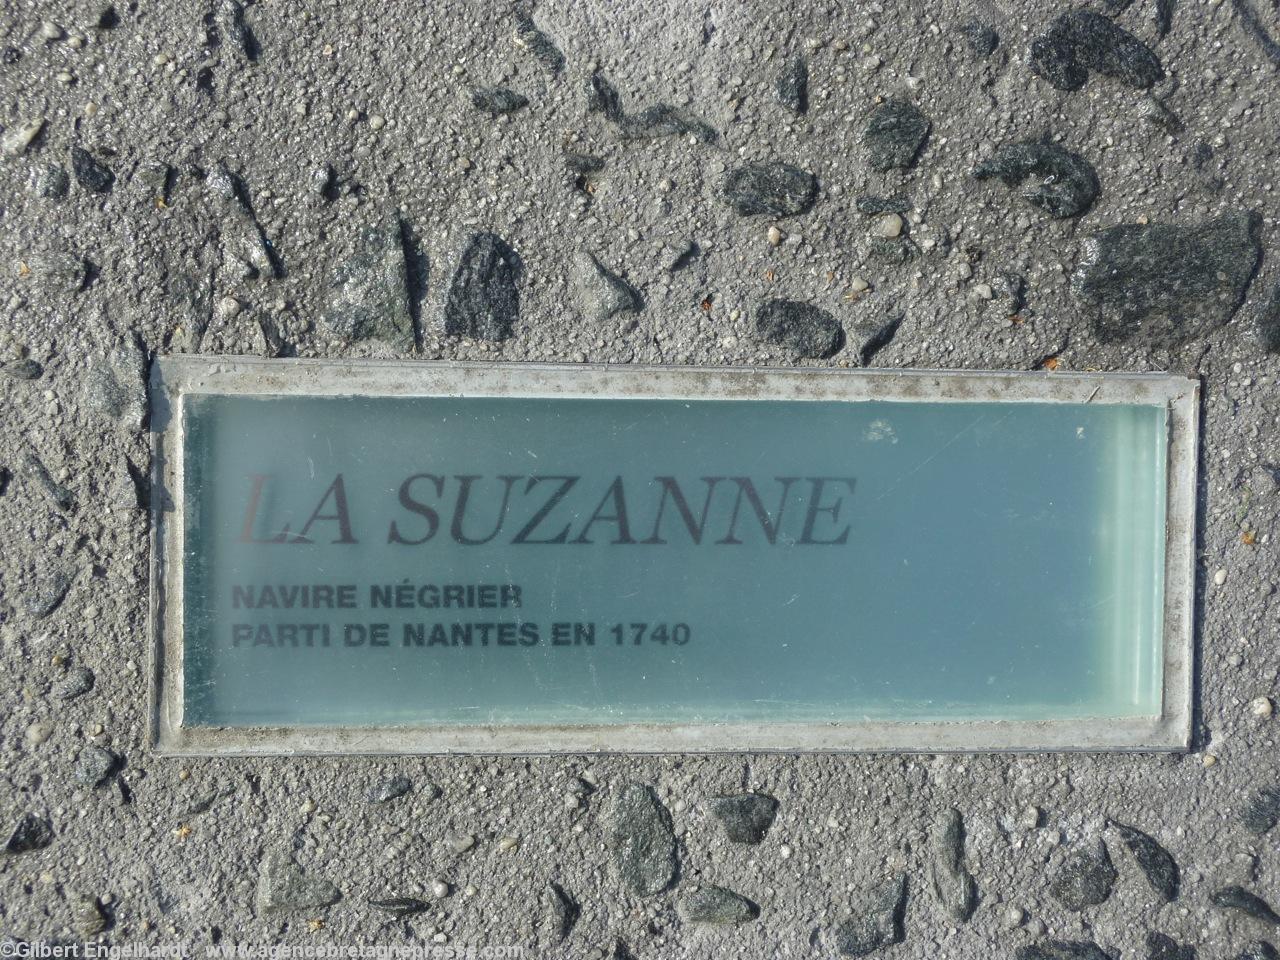 LA SUZANNE
NAVIRE NÉGRIER
PARTI DE NANTES EN 1740
©Gilbert Engelhardt www.agencebretagnepresse.com